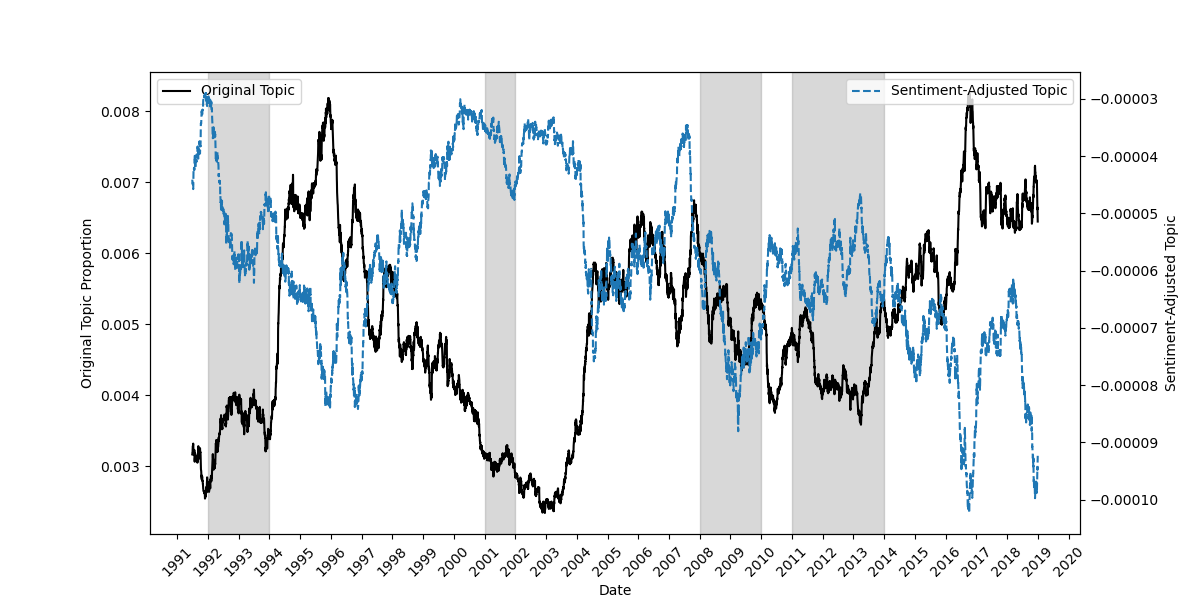 Original Topic
Sentiment-Adjusted Topic
0.008
0.007
0.006
0.005
0.004
0.003
Original Topic Proportion
−0.00003
−0.00004
−0.00005
−0.00006
−0.00007
−0.00008
−0.00009
−0.00010
Sentiment-Adjusted Topic
1991 1992 1993 1994 1995 1996 1997 1998 1999 2000 2001 2002 2003 2004 2005 2006 2007 2008 2009 2010 2011 2012 2013 2014 2015 2016 2017 2018 2019 2020
Date